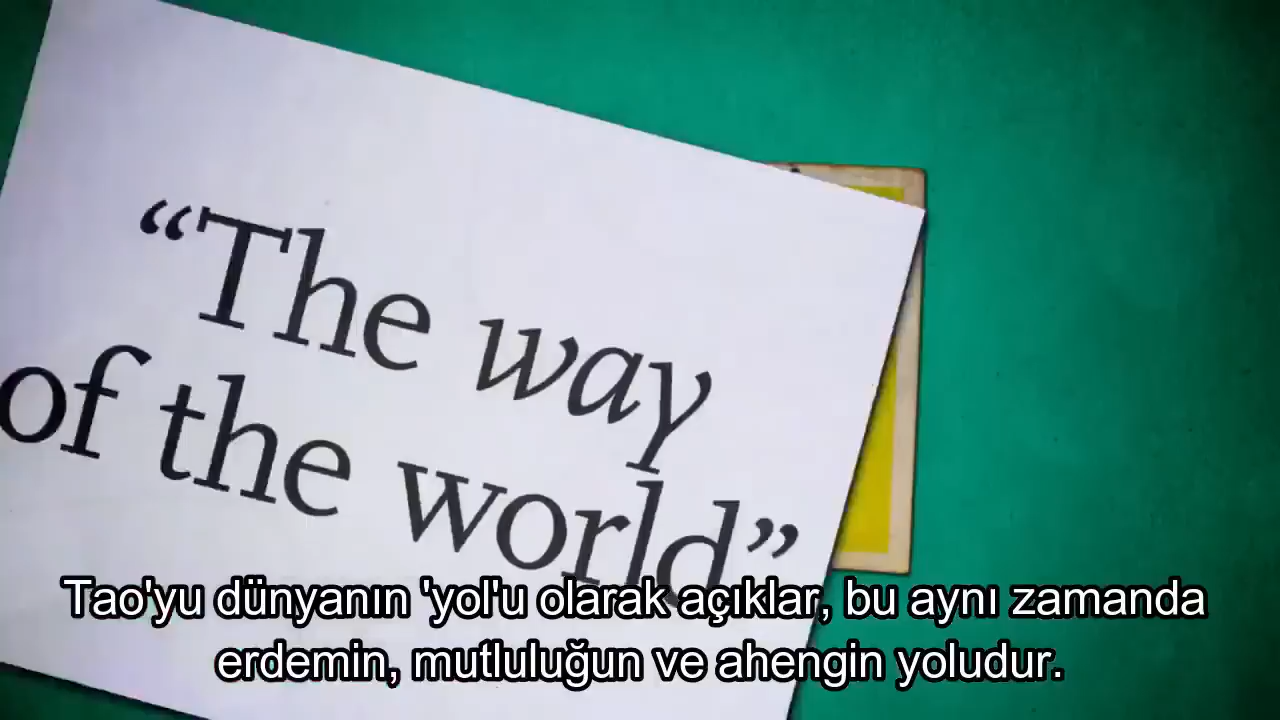 “The way
of the world”
Tao'yu dünyanın 'yol'u olarak açıklar, bu aynı zamanda
erdemin, mutluluğun ve ahengin yoludur.